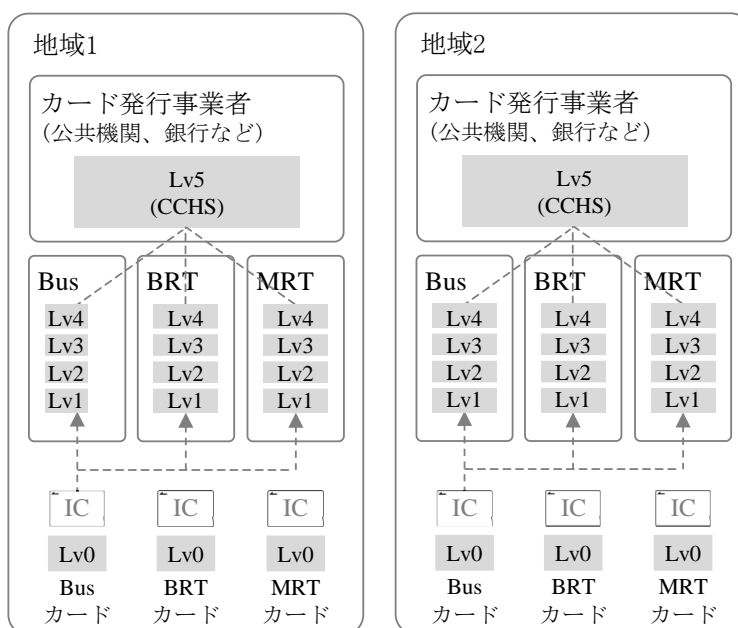 地域1
カード発行事業者
(公共機関、銀行など)
Lv5
(CCHS)
Bus
BRT
MRT
Lv4
Lv4
Lv4
Lv3
Lv3
Lv3
Lv2
Lv2
Lv2
Lv1
Lv1
Lv1
IC
IC
IC
Lv0
Lv0
Lv0
Bus
BRT
MRT
カード
カード
カード
地域2
カード発行事業者
(公共機関、銀行など)
Lv5
(CCHS)
Bus
BRT
MRT
Lv4
Lv4
Lv4
Lv3
Lv3
Lv3
Lv2
Lv2
Lv2
Lv1
Lv1
Lv1
IC
IC
IC
Lv0
Lv0
Lv0
Bus
BRT
MRT
カード
カード
カード